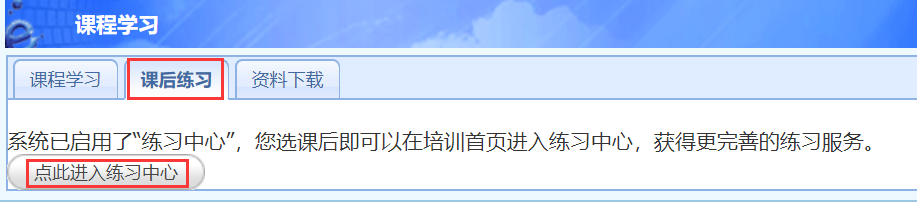 课程学习
课程学习 课后练习 资料下载
系统已启用了“练习中心”，您选课后即可以在培训首页进入练习中心，获得更完善的练习服务。
点此进入练习中心